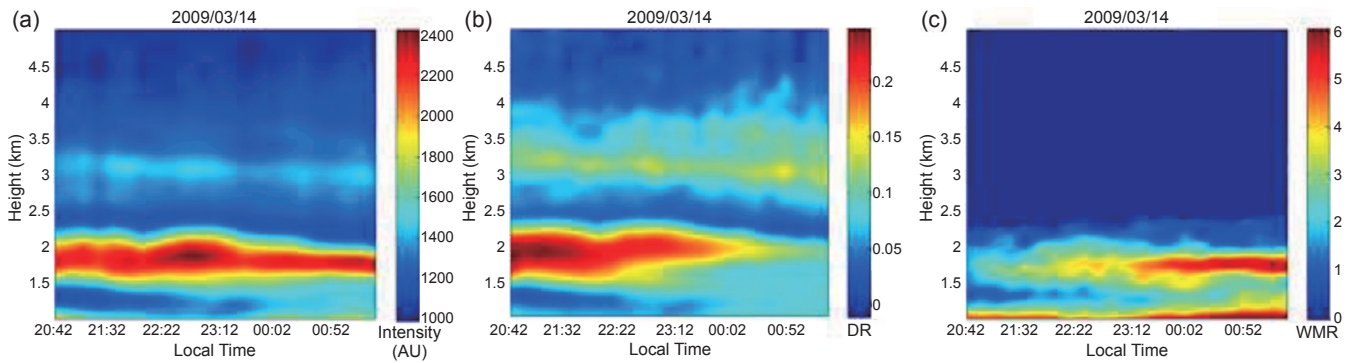 (a)
2009/03/14
Height (km)
4.5
4
3.5
3
2.5
2
1.5
20:42 21:32 22:22 23:12 00:02 00:52
Local Time
2400
2200
2000
1800
1600
1400
1200
1000
Intensity
(AU)
(b)
2009/03/14
Height (km)
4.5
4
3.5
3
2.5
2
1.5
20:42 21:32 22:22 23:12 00:02 00:52
Local Time
0.2
0.15
0.1
0.05
0
DR
(c)
2009/03/14
Height (km)
4.5
4
3.5
3
2.5
2
1.5
20:42 21:32 22:22 23:12 00:02 00:52
Local Time
6
5
4
3
2
1
0
WMR